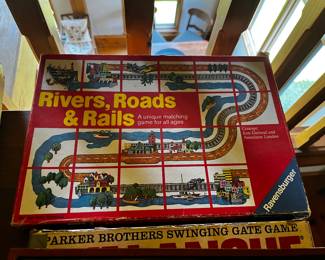 Rivers, Roads
& Rails
A unique matching
game for all ages
Ravensburger
PARKER BROTHERS SWINGING GATE GAME